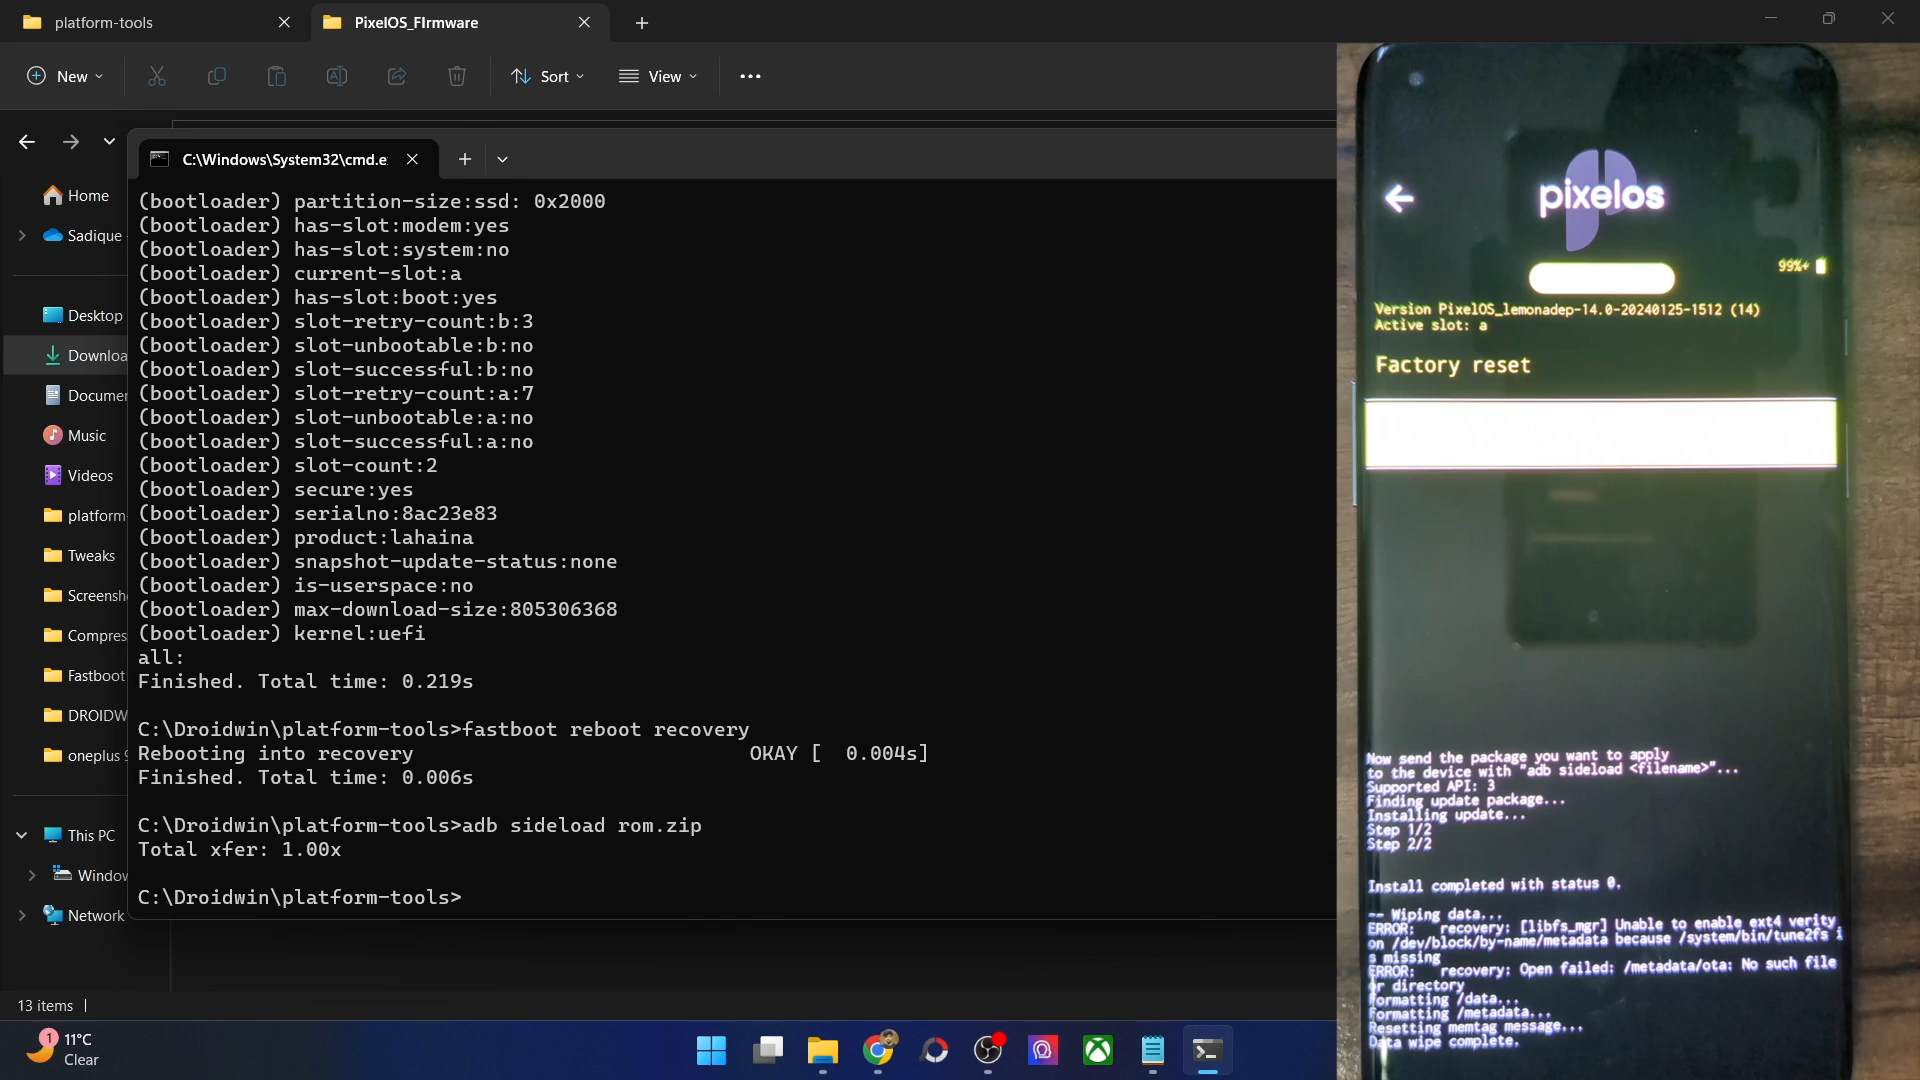 platform-tools
PixelOS_FIrmware
New
Sort
View
C:\Windows\System32\cmd.e
Home
Sadique
Desktop
Downloa
Documer
Music
Videos
platform-
Tweaks
Screensh
Compres
Fastboot
DROIDW
oneplus 9
This PC
Window
Network
(bootloader) partition-size:ssd: 0x2000
(bootloader) has-slot:modem:yes
(bootloader) has-slot:system:no
(bootloader) current-slot:a
(bootloader) has-slot:boot:yes
(bootloader) slot-retry-count:b:3
(bootloader) slot-unbootable:b:no
(bootloader) slot-successful:b:no
(bootloader) slot-retry-count:a:7
(bootloader) slot-unbootable:a:no
(bootloader) slot-successful:a:no
(bootloader) slot-count:2
(bootloader) secure:yes
(bootloader) serialno:8ac23e83
(bootloader) product:lahaina
(bootloader) snapshot-update-status:none
(bootloader) is-userspace:no
(bootloader) max-download-size:805306368
(bootloader) kernel:uefi
all:
Finished. Total time: 0.219s
C:\Droidwin\platform-tools>fastboot reboot recovery
Rebooting into recovery OKAY [ 0.004s]
Finished. Total time: 0.006s
C:\Droidwin\platform-tools>adb sideload rom.zip
Total xfer: 1.00x
C:\Droidwin\platform-tools>
13 items
1
11°C
Clear
pixelos
99%+
Version PixelOS_lemonadep-14.0-20240125-1512 (14)
Active slot: a
Factory reset
Now send the package you want to apply
to the device with "adb sideload <filename>"...
Supported API: 3
Finding update package...
Installing update...
Step 1/2
Step 2/2
Install completed with status 0.
-- Wiping data...
ERROR: recovery: [libfs_mgr] Unable to enable ext4 verity
on /dev/block/by-name/metadata because /system/bin/tune2fs i
s missing
ERROR: recovery: Open failed: /metadata/ota: No such file
or directory
Formatting /data...
Formatting /metadata...
Resetting memtag message...
Data wipe complete.